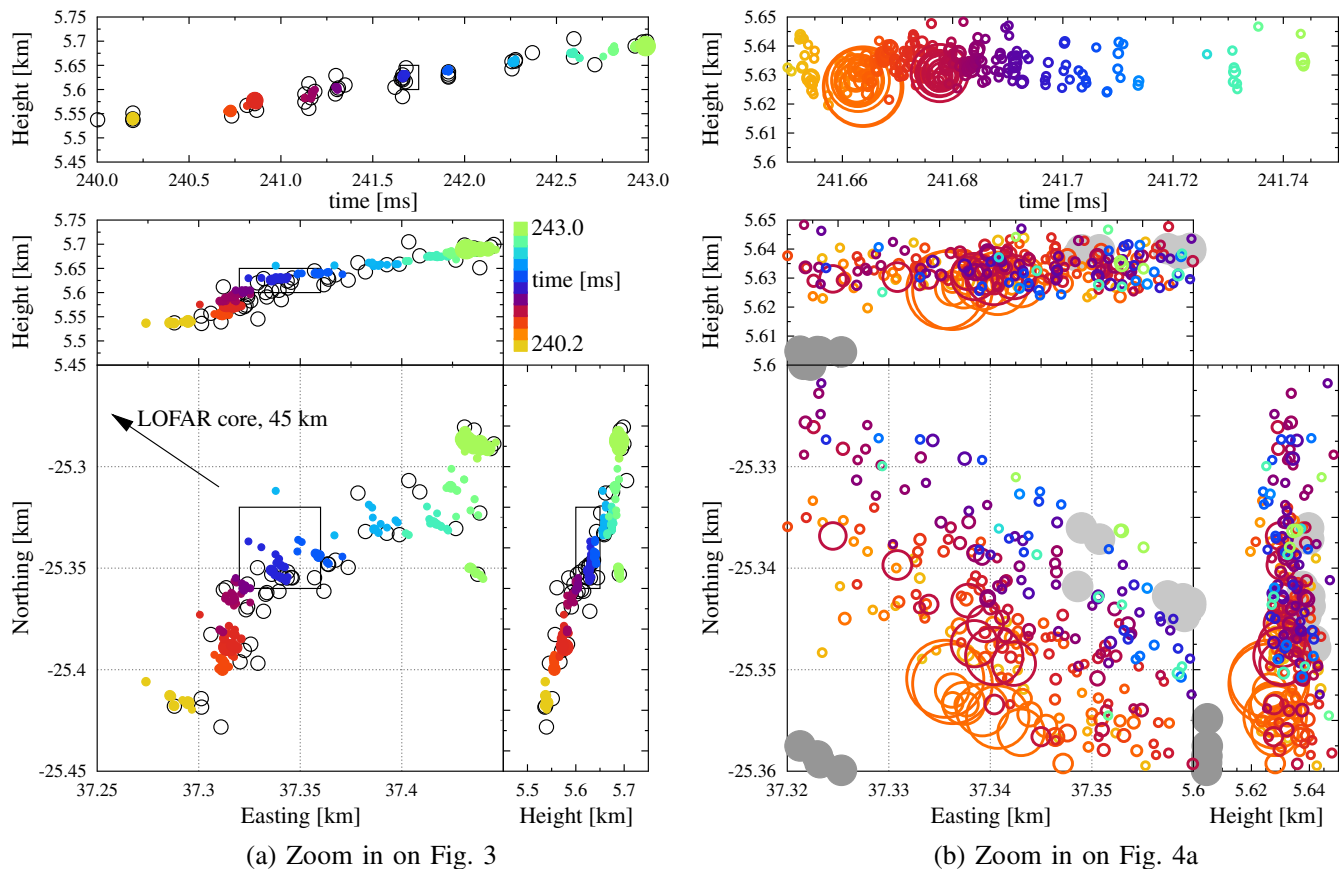 5.75
5.7
5.65
5.6
5.55
5.5
5.45
Height [km]
240.0 240.5 241.0 241.5 242.0 242.5 243.0
time [ms]
5.75
5.7
5.65
5.6
5.55
5.5
5.45
Height [km]
243.0
time [ms]
240.2
LOFAR core, 45 km
-25.3
-25.35
-25.4
-25.45
Northing [km]
37.25 37.3 37.35 37.4 5.5 5.6 5.7
Easting [km] Height [km]
(a) Zoom in on Fig. 3
5.65
5.64
5.63
5.62
5.61
5.6
Height [km]
241.66 241.68 241.7 241.72 241.74
time [ms]
5.65
5.64
5.63
5.62
5.61
5.6
Height [km]
-25.33
-25.34
-25.35
-25.36
Northing [km]
37.32 37.33 37.34 37.35 5.6 5.62 5.64
Easting [km] Height [km]
(b) Zoom in on Fig. 4a